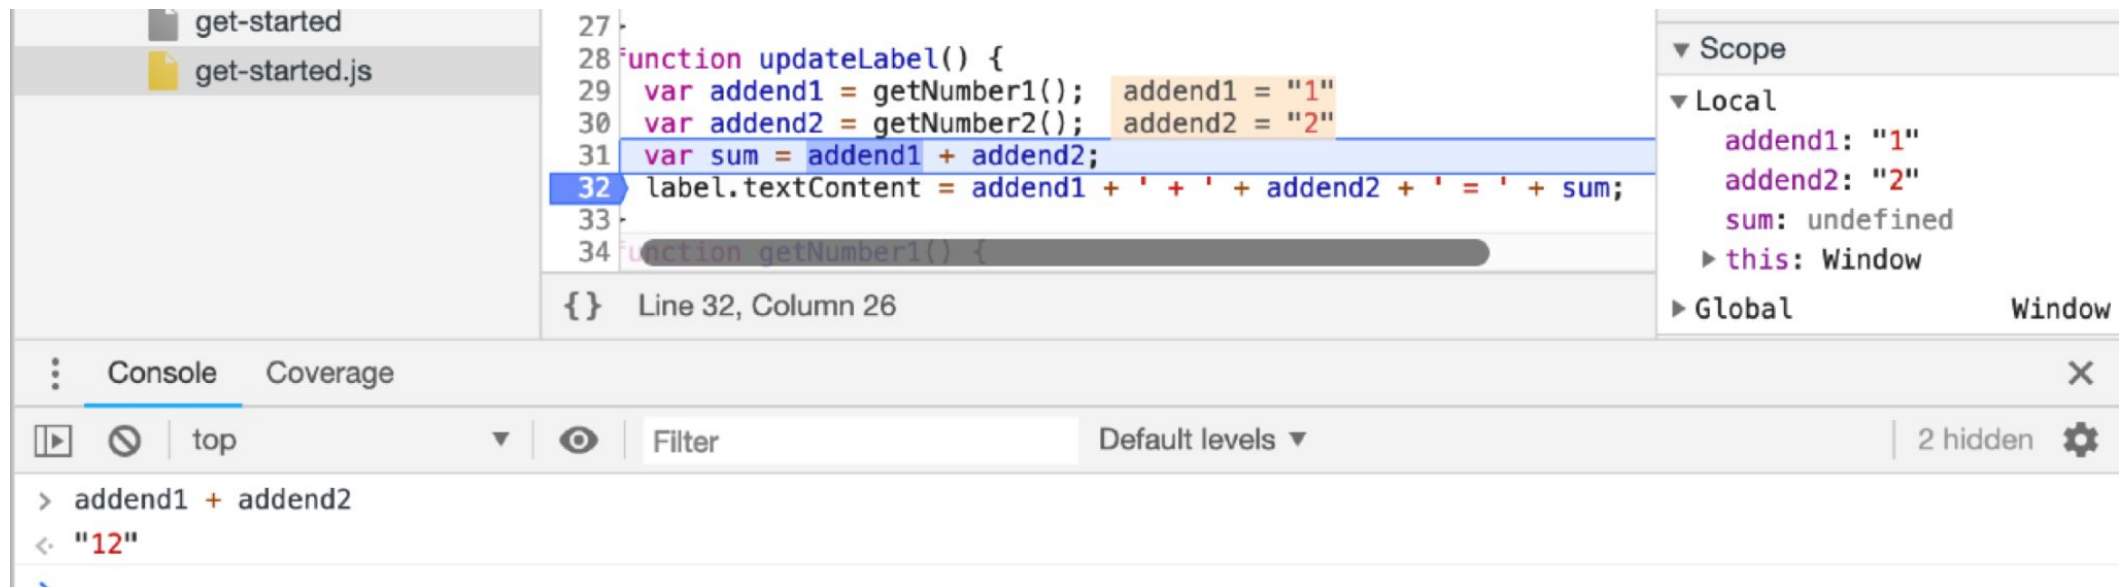 get-started
get-started.js
27
28 function updateLabel() {
29 var addend1 = getNumber1(); addend1 = "1"
30 var addend2 = getNumber2(); addend2 = "2"
31 var sum = addend1 + addend2;
32 label.textContent = addend1 + ' + ' + addend2 + ' = ' + sum;
33
34 function getNumber1() {
{} Line 32, Column 26
Scope
Local
addend1: "1"
addend2: "2"
sum: undefined
this: Window
Global Window
Console Coverage
top Filter Default levels 2 hidden
> addend1 + addend2
"12"